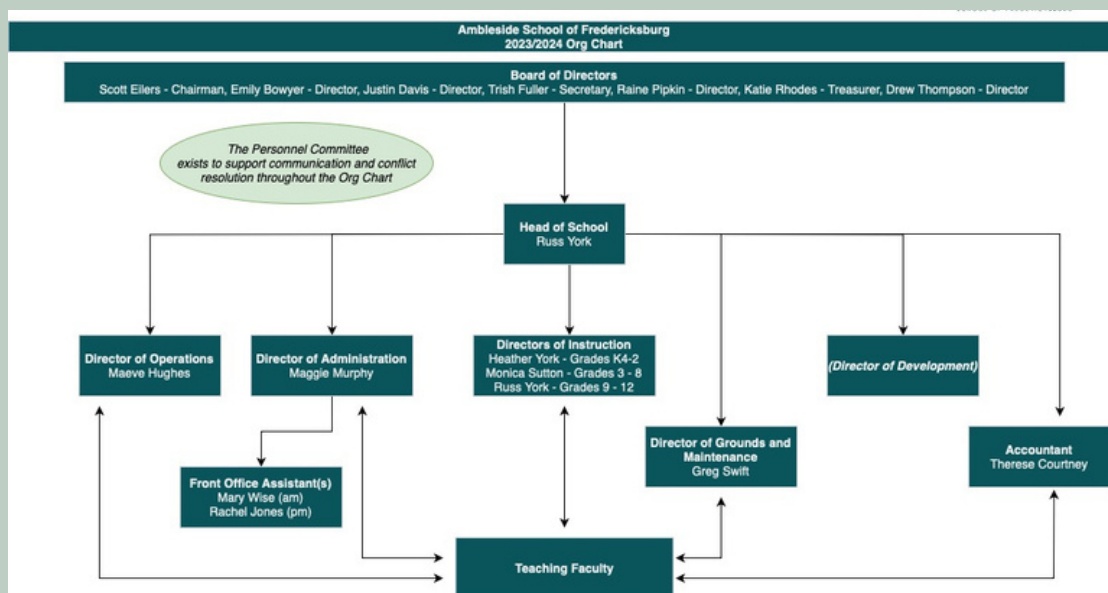 Ambleside School of Fredericksburg
2023/2024 Org Chart
Board of Directors
Scott Eilers - Chairman, Emily Bowyer - Director, Justin Davis - Director, Trish Fuller - Secretary, Raine Pipkin - Director, Katie Rhodes - Treasurer, Drew Thompson - Director
The Personnel Committee
exists to support communication and conflict
resolution throughout the Org Chart
Head of School
Russ York
Director of Operations
Maeve Hughes
Director of Administration
Maggie Murphy
Directors of Instruction
Heather York - Grades K4-2
Monica Sutton - Grades 3 - 8
Russ York - Grades 9 - 12
(Director of Development)
Director of Grounds and
Maintenance
Greg Swift
Accountant
Therese Courtney
Front Office Assistant(s)
Mary Wise (am)
Rachel Jones (pm)
Teaching Faculty